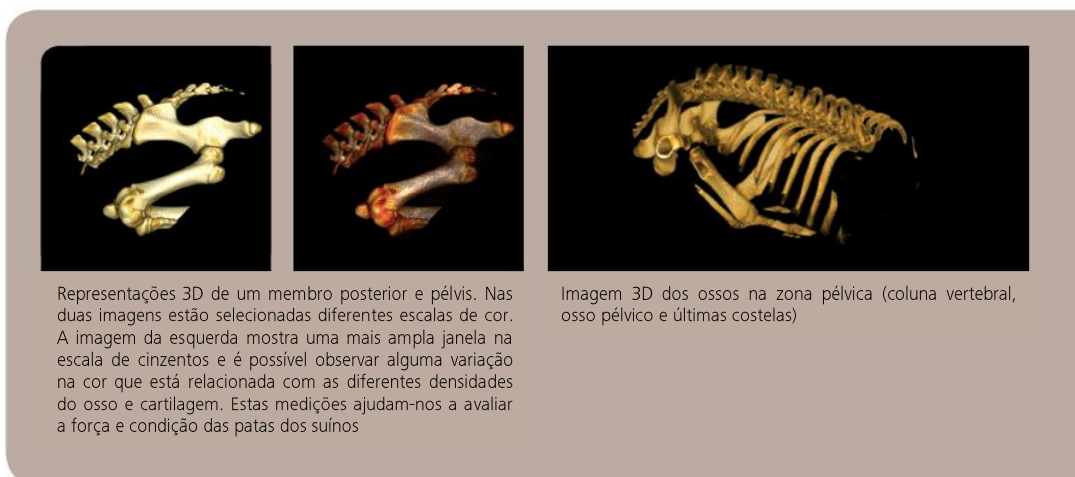 Representações 3D de um membro posterior e pélvis. Nas
duas imagens estão selecionadas diferentes escalas de cor.
A imagem da esquerda mostra uma mais ampla janela na
escala de cinzentos e é possível observar alguma variação
na cor que está relacionada com as diferentes densidades
do osso e cartilagem. Estas medições ajudam-nos a avaliar
a força e condição das patas dos suínos
Imagem 3D dos ossos na zona pélvica (coluna vertebral,
osso pélvico e últimas costelas)